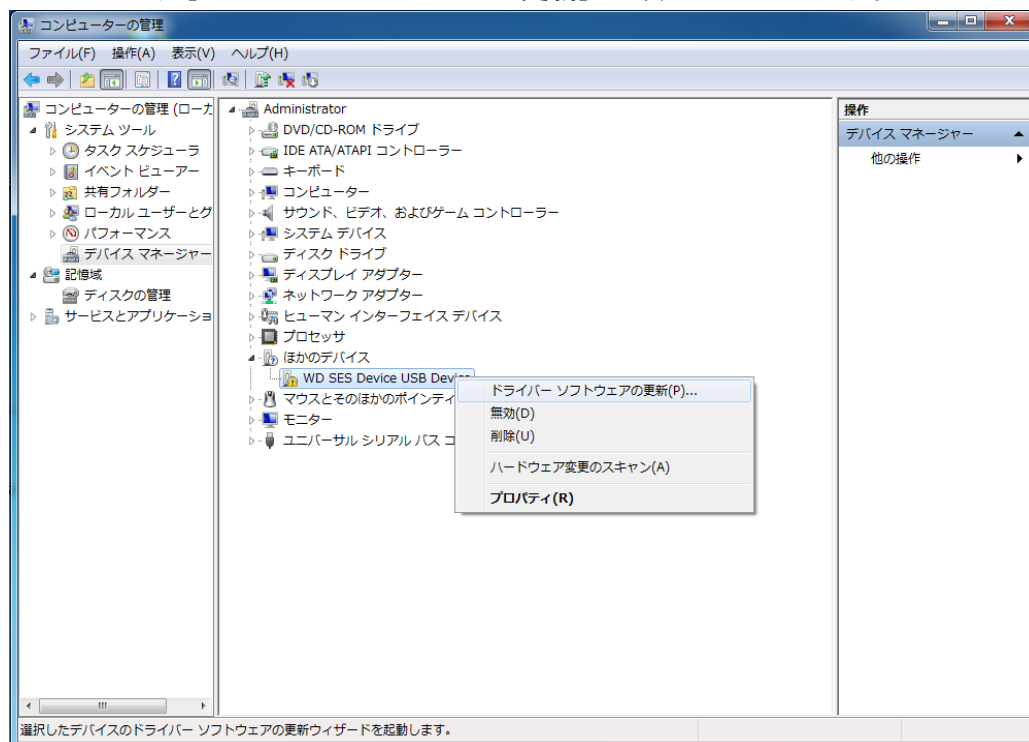 コンピューターの管理
ファイル(F) 操作(A) 表示(V) ヘルプ(H)
コンピューターの管理 (ローカ
システム ツール
タスク スケジューラ
イベント ビューアー
共有フォルダー
ローカル ユーザーとグ
パフォーマンス
デバイス マネージャー
記憶域
ディスクの管理
サービスとアプリケーショ
Administrator
DVD/CD-ROM ドライブ
IDE ATA/ATAPI コントローラー
キーボード
コンピューター
サウンド、ビデオ、およびゲーム コントローラー
システム デバイス
ディスク ドライブ
ディスプレイ アダプター
ネットワーク アダプター
ヒューマン インターフェイス デバイス
プロセッサ
ほかのデバイス
WD SES Device USB Device
マウスとそのほかのポインティ
モニター
ユニバーサル シリアル バス コ
ドライバー ソフトウェアの更新(P)...
無効(D)
削除(U)
ハードウェア変更のスキャン(A)
プロパティ(R)
操作
デバイス マネージャー
他の操作
選択したデバイスのドライバー ソフトウェアの更新ウィザードを起動します。